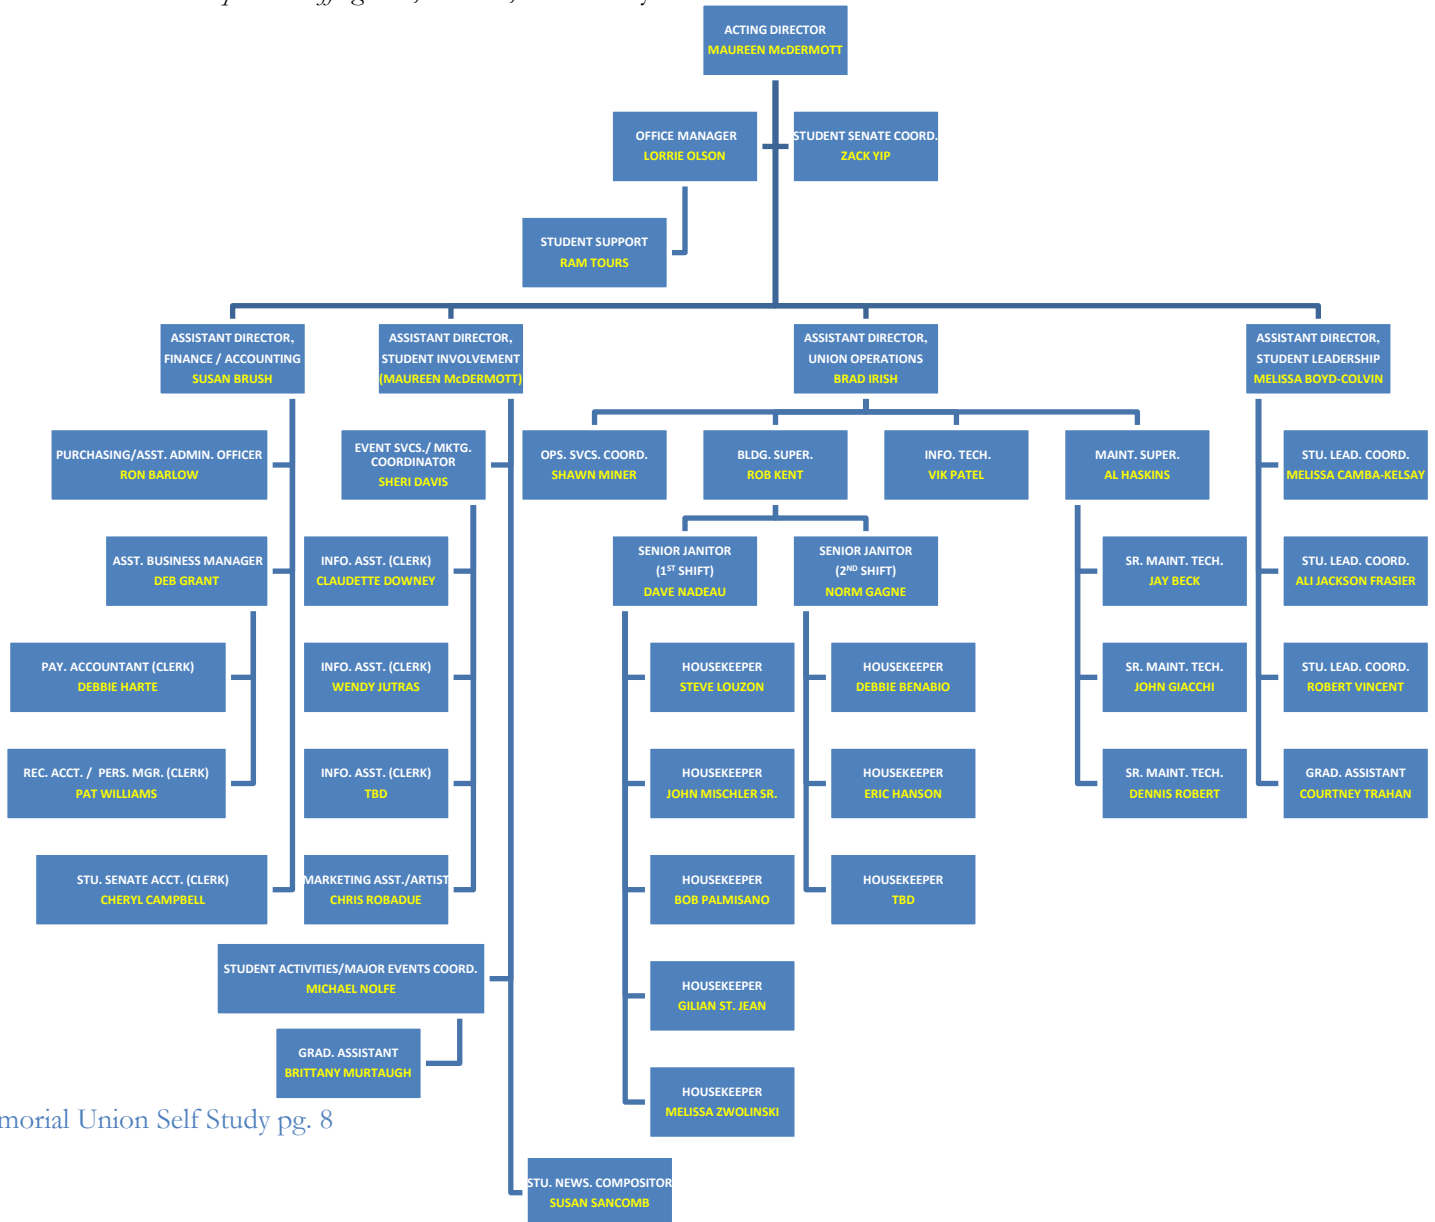 ACTING DIRECTOR
MAUREEN McDERMOTT
OFFICE MANAGER
LORRIE OLSON
STUDENT SENATE COORD.
ZACK YIP
STUDENT SUPPORT
RAM TOURS
ASSISTANT DIRECTOR,
FINANCE / ACCOUNTING
SUSAN BRUSH
ASSISTANT DIRECTOR,
STUDENT INVOLVEMENT
(MAUREEN McDERMOTT)
ASSISTANT DIRECTOR,
UNION OPERATIONS
BRAD IRISH
ASSISTANT DIRECTOR,
STUDENT LEADERSHIP
MELISSA BOYD-COLVIN
PURCHASING/ASST. ADMIN. OFFICER
RON BARLOW
EVENT SVCS./ MKTG.
COORDINATOR
SHERI DAVIS
OPS. SVCS. COORD.
SHAWN MINER
BLDG. SUPER.
ROB KENT
INFO. TECH.
VIK PATEL
MAINT. SUPER.
AL HASKINS
STU. LEAD. COORD.
MELISSA CAMBA-KELSAY
ASST. BUSINESS MANAGER
DEB GRANT
INFO. ASST. (CLERK)
CLAUDETTE DOWNEY
SENIOR JANITOR
(1ST SHIFT)
DAVE NADEAU
SENIOR JANITOR
(2ND SHIFT)
NORM GAGNE
SR. MAINT. TECH.
JAY BECK
STU. LEAD. COORD.
ALI JACKSON FRASIER
PAY. ACCOUNTANT (CLERK)
DEBBIE HARTE
INFO. ASST. (CLERK)
WENDY JUTRAS
HOUSEKEEPER
STEVE LOUZON
HOUSEKEEPER
DEBBIE BENABIO
SR. MAINT. TECH.
JOHN GIACCHI
STU. LEAD. COORD.
ROBERT VINCENT
REC. ACCT. / PERS. MGR. (CLERK)
PAT WILLIAMS
INFO. ASST. (CLERK)
TBD
HOUSEKEEPER
JOHN MISCHLER SR.
HOUSEKEEPER
ERIC HANSON
SR. MAINT. TECH.
DENNIS ROBERT
GRAD. ASSISTANT
COURTNEY TRAHAN
STU. SENATE ACCT. (CLERK)
CHERYL CAMPBELL
MARKETING ASST./ARTIST
CHRIS ROBADUE
HOUSEKEEPER
BOB PALMISANO
HOUSEKEEPER
TBD
STUDENT ACTIVITIES/MAJOR EVENTS COORD.
MICHAEL NOLFE
HOUSEKEEPER
GILIAN ST. JEAN
GRAD. ASSISTANT
BRITTANY MURTAUGH
HOUSEKEEPER
MELISSA ZWOLINSKI
morial Union Self Study pg. 8
STU. NEWS. COMPOSITOR
SUSAN SANCOMB